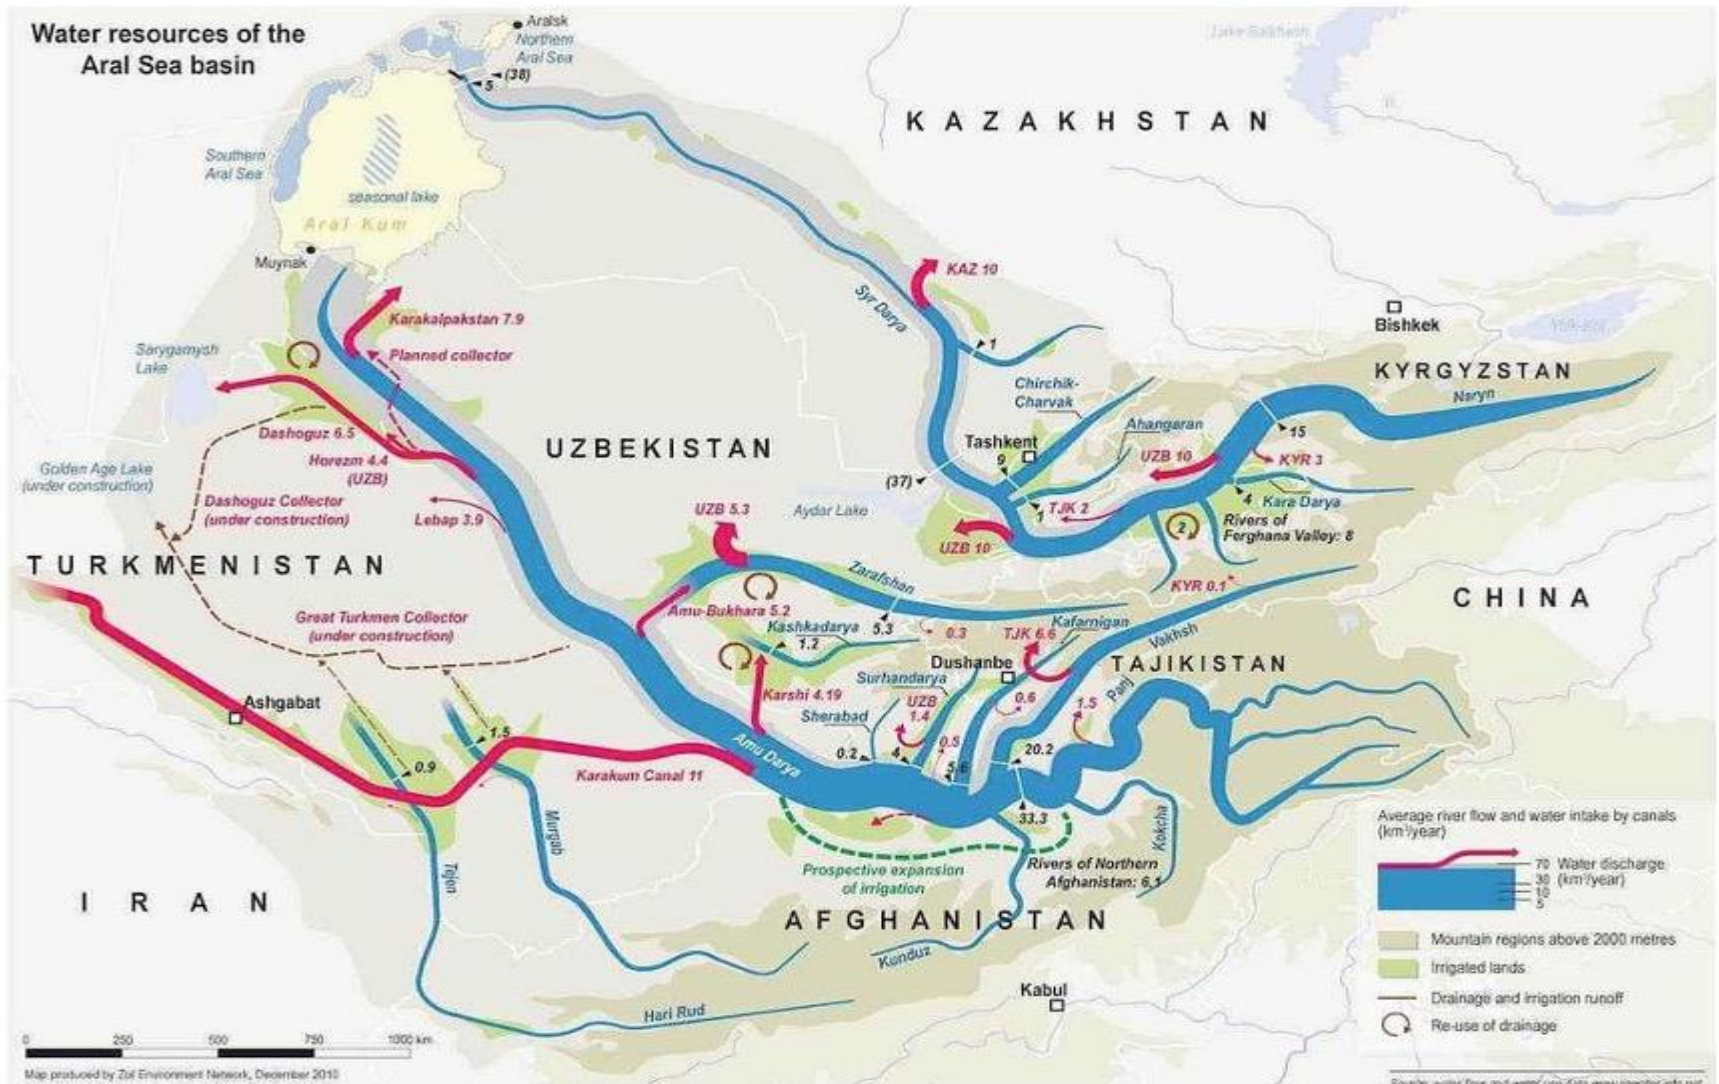 Water resources of the
Aral Sea basin
Aralsk
Northern
Aral Sea
(38)
5
Lake Balkhash
KAZAKHSTAN
Southern
Aral Sea
seasonal lake
Aral Kum
Muynak
KAZ 10
Syr Darya
Karakalpakstan 7.9
Planned collector
Sarygamysh
Lake
1
Bishkek
KYRGYZSTAN
Naryn
Chirchik-
Charvak
Ahangaran
15
Dashoguz 6.5
Horezm 4.4
(UZB)
UZBEKISTAN
Tashkent
9
UZB 10
KYR 3
Golden Age Lake
(under construction)
(37)
4
Kara Darya
Dashoguz Collector
(under construction)
Lebap 3.9
UZB 5.3
Aydar Lake
1
TJK 2
2
Rivers of
Ferghana Valley: 8
UZB 10
TURKMENISTAN
Zarafshan
KYR 0.1
CHINA
Great Turkmen Collector
(under construction)
Amu-Bukhara 5.2
Kashkadarya
1.2
5.3
0.3
TJK 6.6
Kafarnigan
Vakhsh
Dushanbe
TAJIKISTAN
Surhandarya
Panj
Karshi 4.19
UZB
1.4
0.6
1.5
Sherabad
Ashgabat
Amu Darya
0.2
4
0.5
5.6
20.2
1.5
0.9
Karakum Canal 11
33.3
Murgab
Tejen
Kokcha
Prospective expansion
of irrigation
Rivers of Northern
Afghanistan: 6.1
IRAN
AFGHANISTAN
Kunduz
Kabul
Hari Rud
Average river flow and water intake by canals
(km³/year)
70 Water discharge
30 (km³/year)
10
5
Mountain regions above 2000 metres
Irrigated lands
Drainage and irrigation runoff
Re-use of drainage
0 250 500 750 1000 km
Map produced by Zoï Environment Network, December 2010